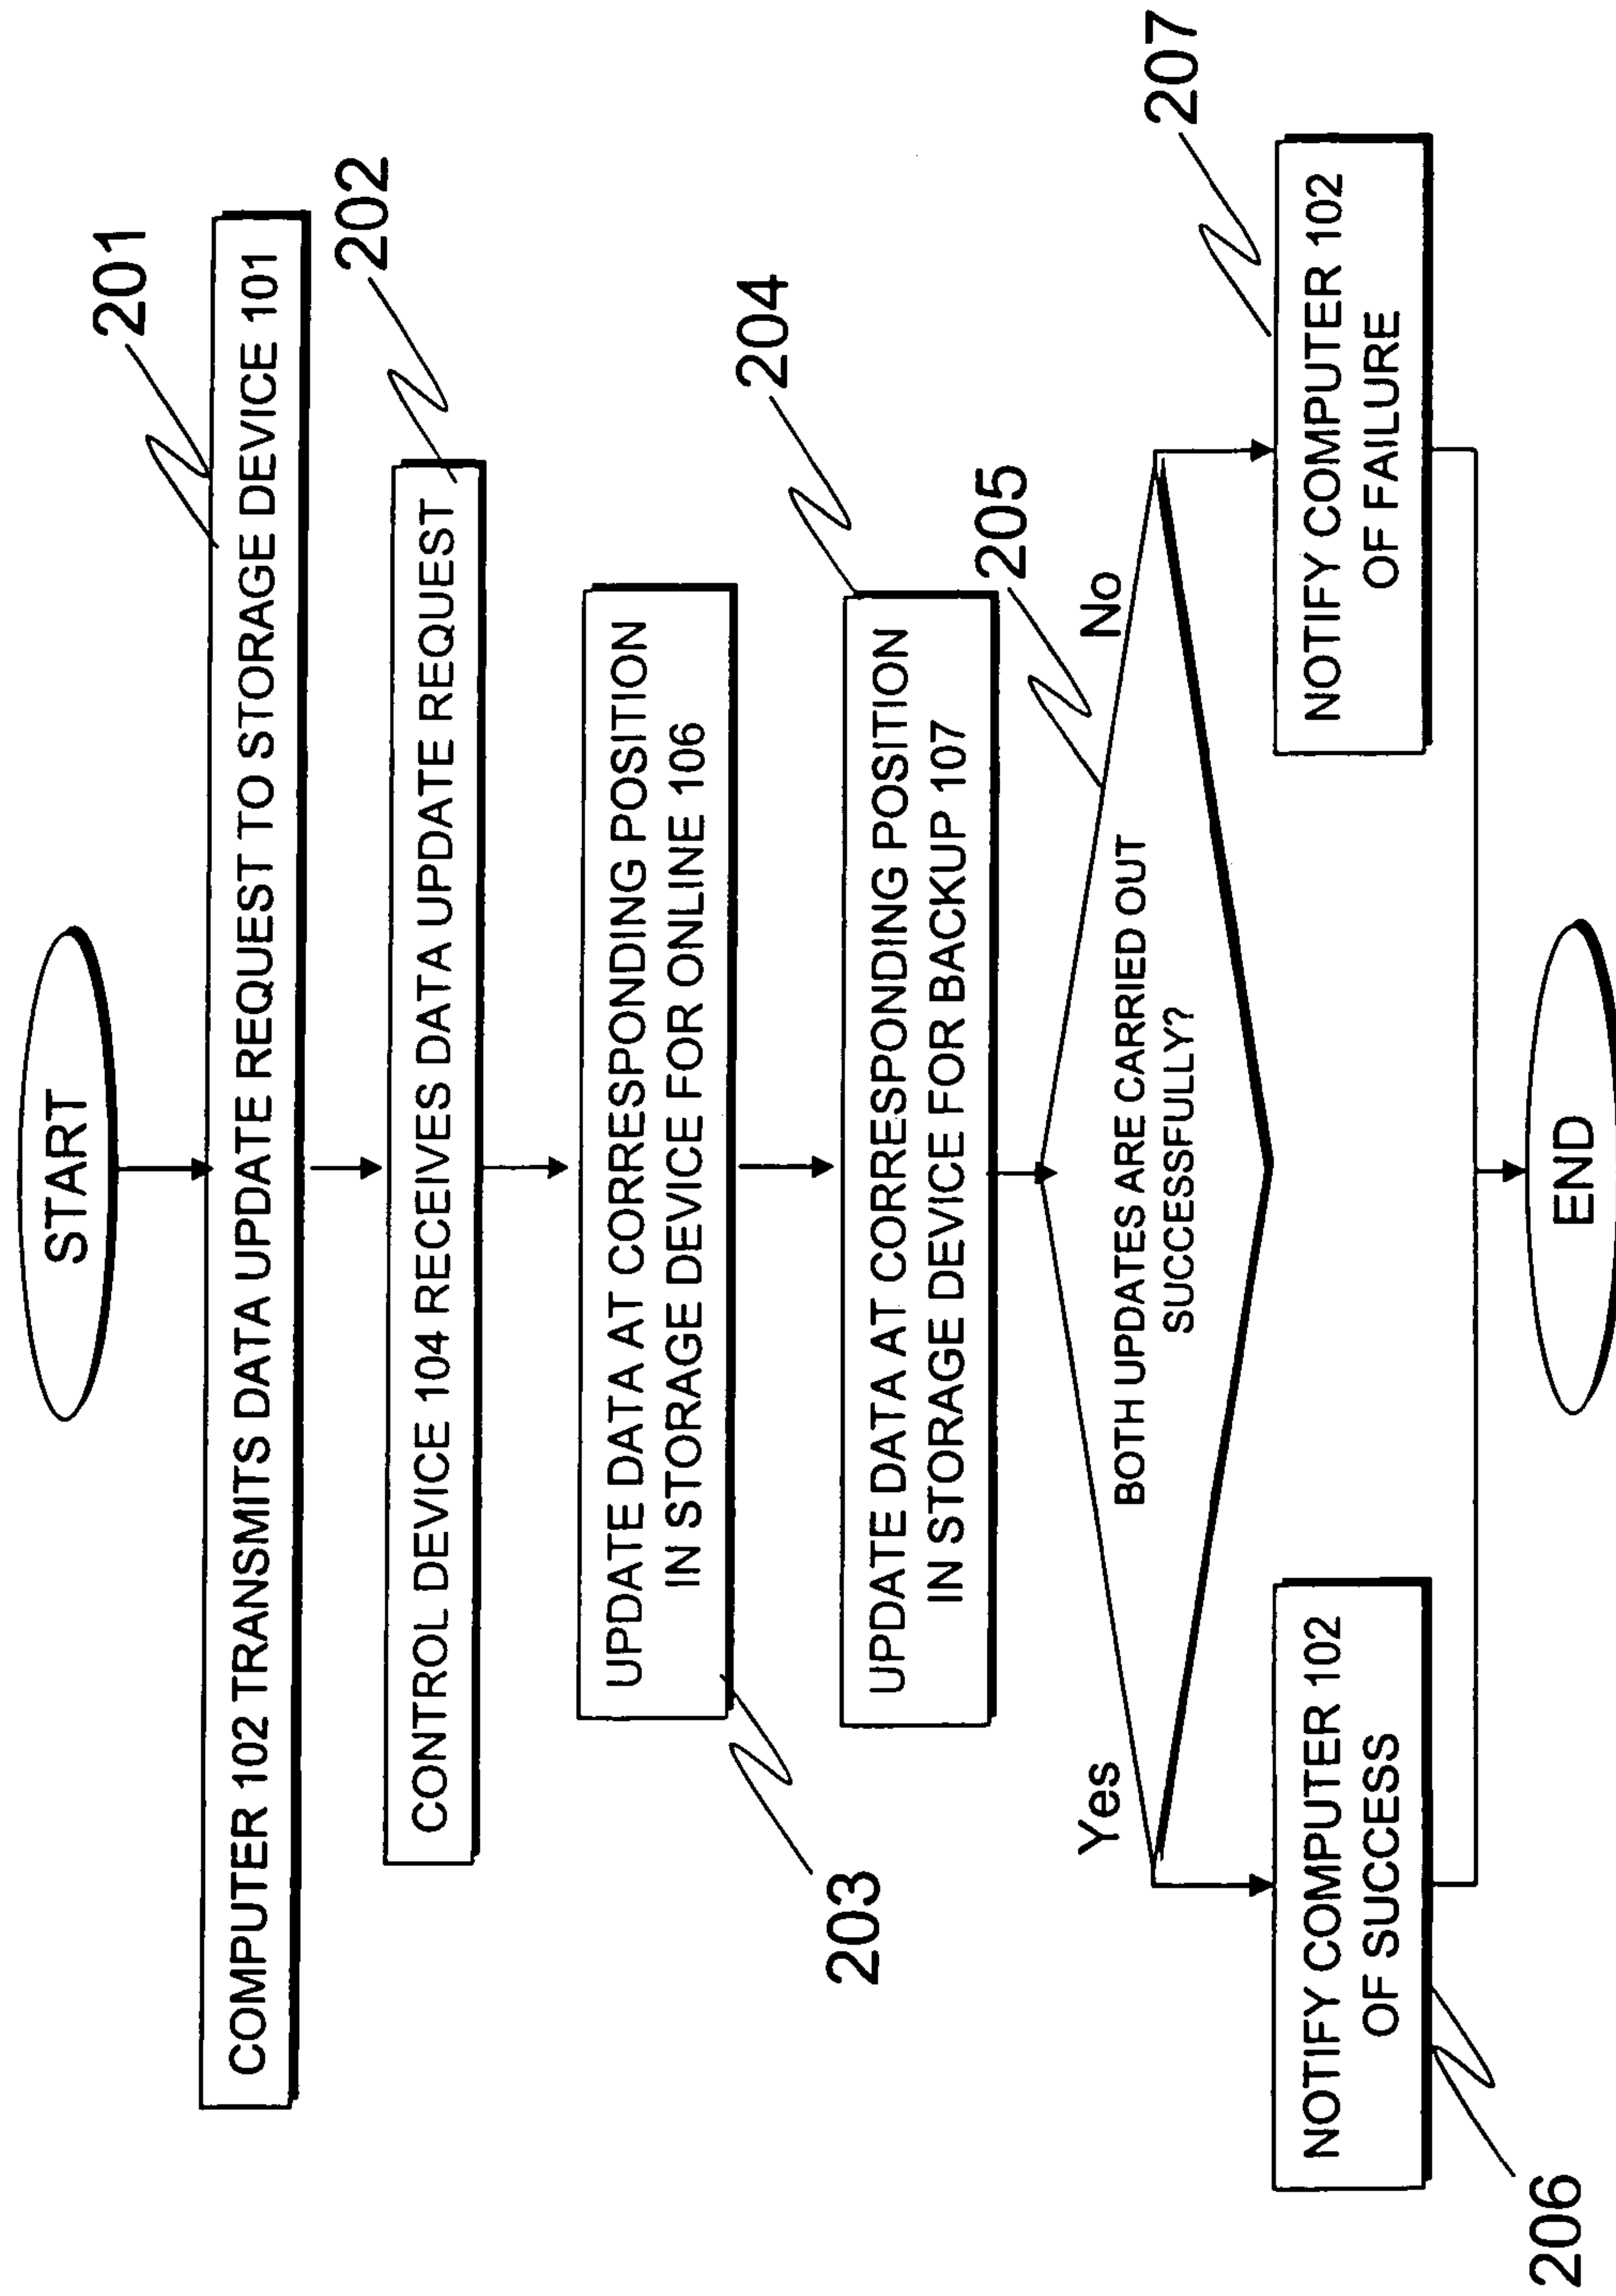 START
201
COMPUTER 102 TRANSMITS DATA UPDATE REQUEST TO STORAGE DEVICE 101
202
CONTROL DEVICE 104 RECEIVES DATA UPDATE REQUEST
203
UPDATE DATA AT CORRESPONDING POSITION
IN STORAGE DEVICE FOR ONLINE 106
204
UPDATE DATA AT CORRESPONDING POSITION
IN STORAGE DEVICE FOR BACKUP 107
205
Yes
No
BOTH UPDATES ARE CARRIED OUT
SUCCESSFULLY?
206
NOTIFY COMPUTER 102
OF SUCCESS
207
NOTIFY COMPUTER 102
OF FAILURE
END